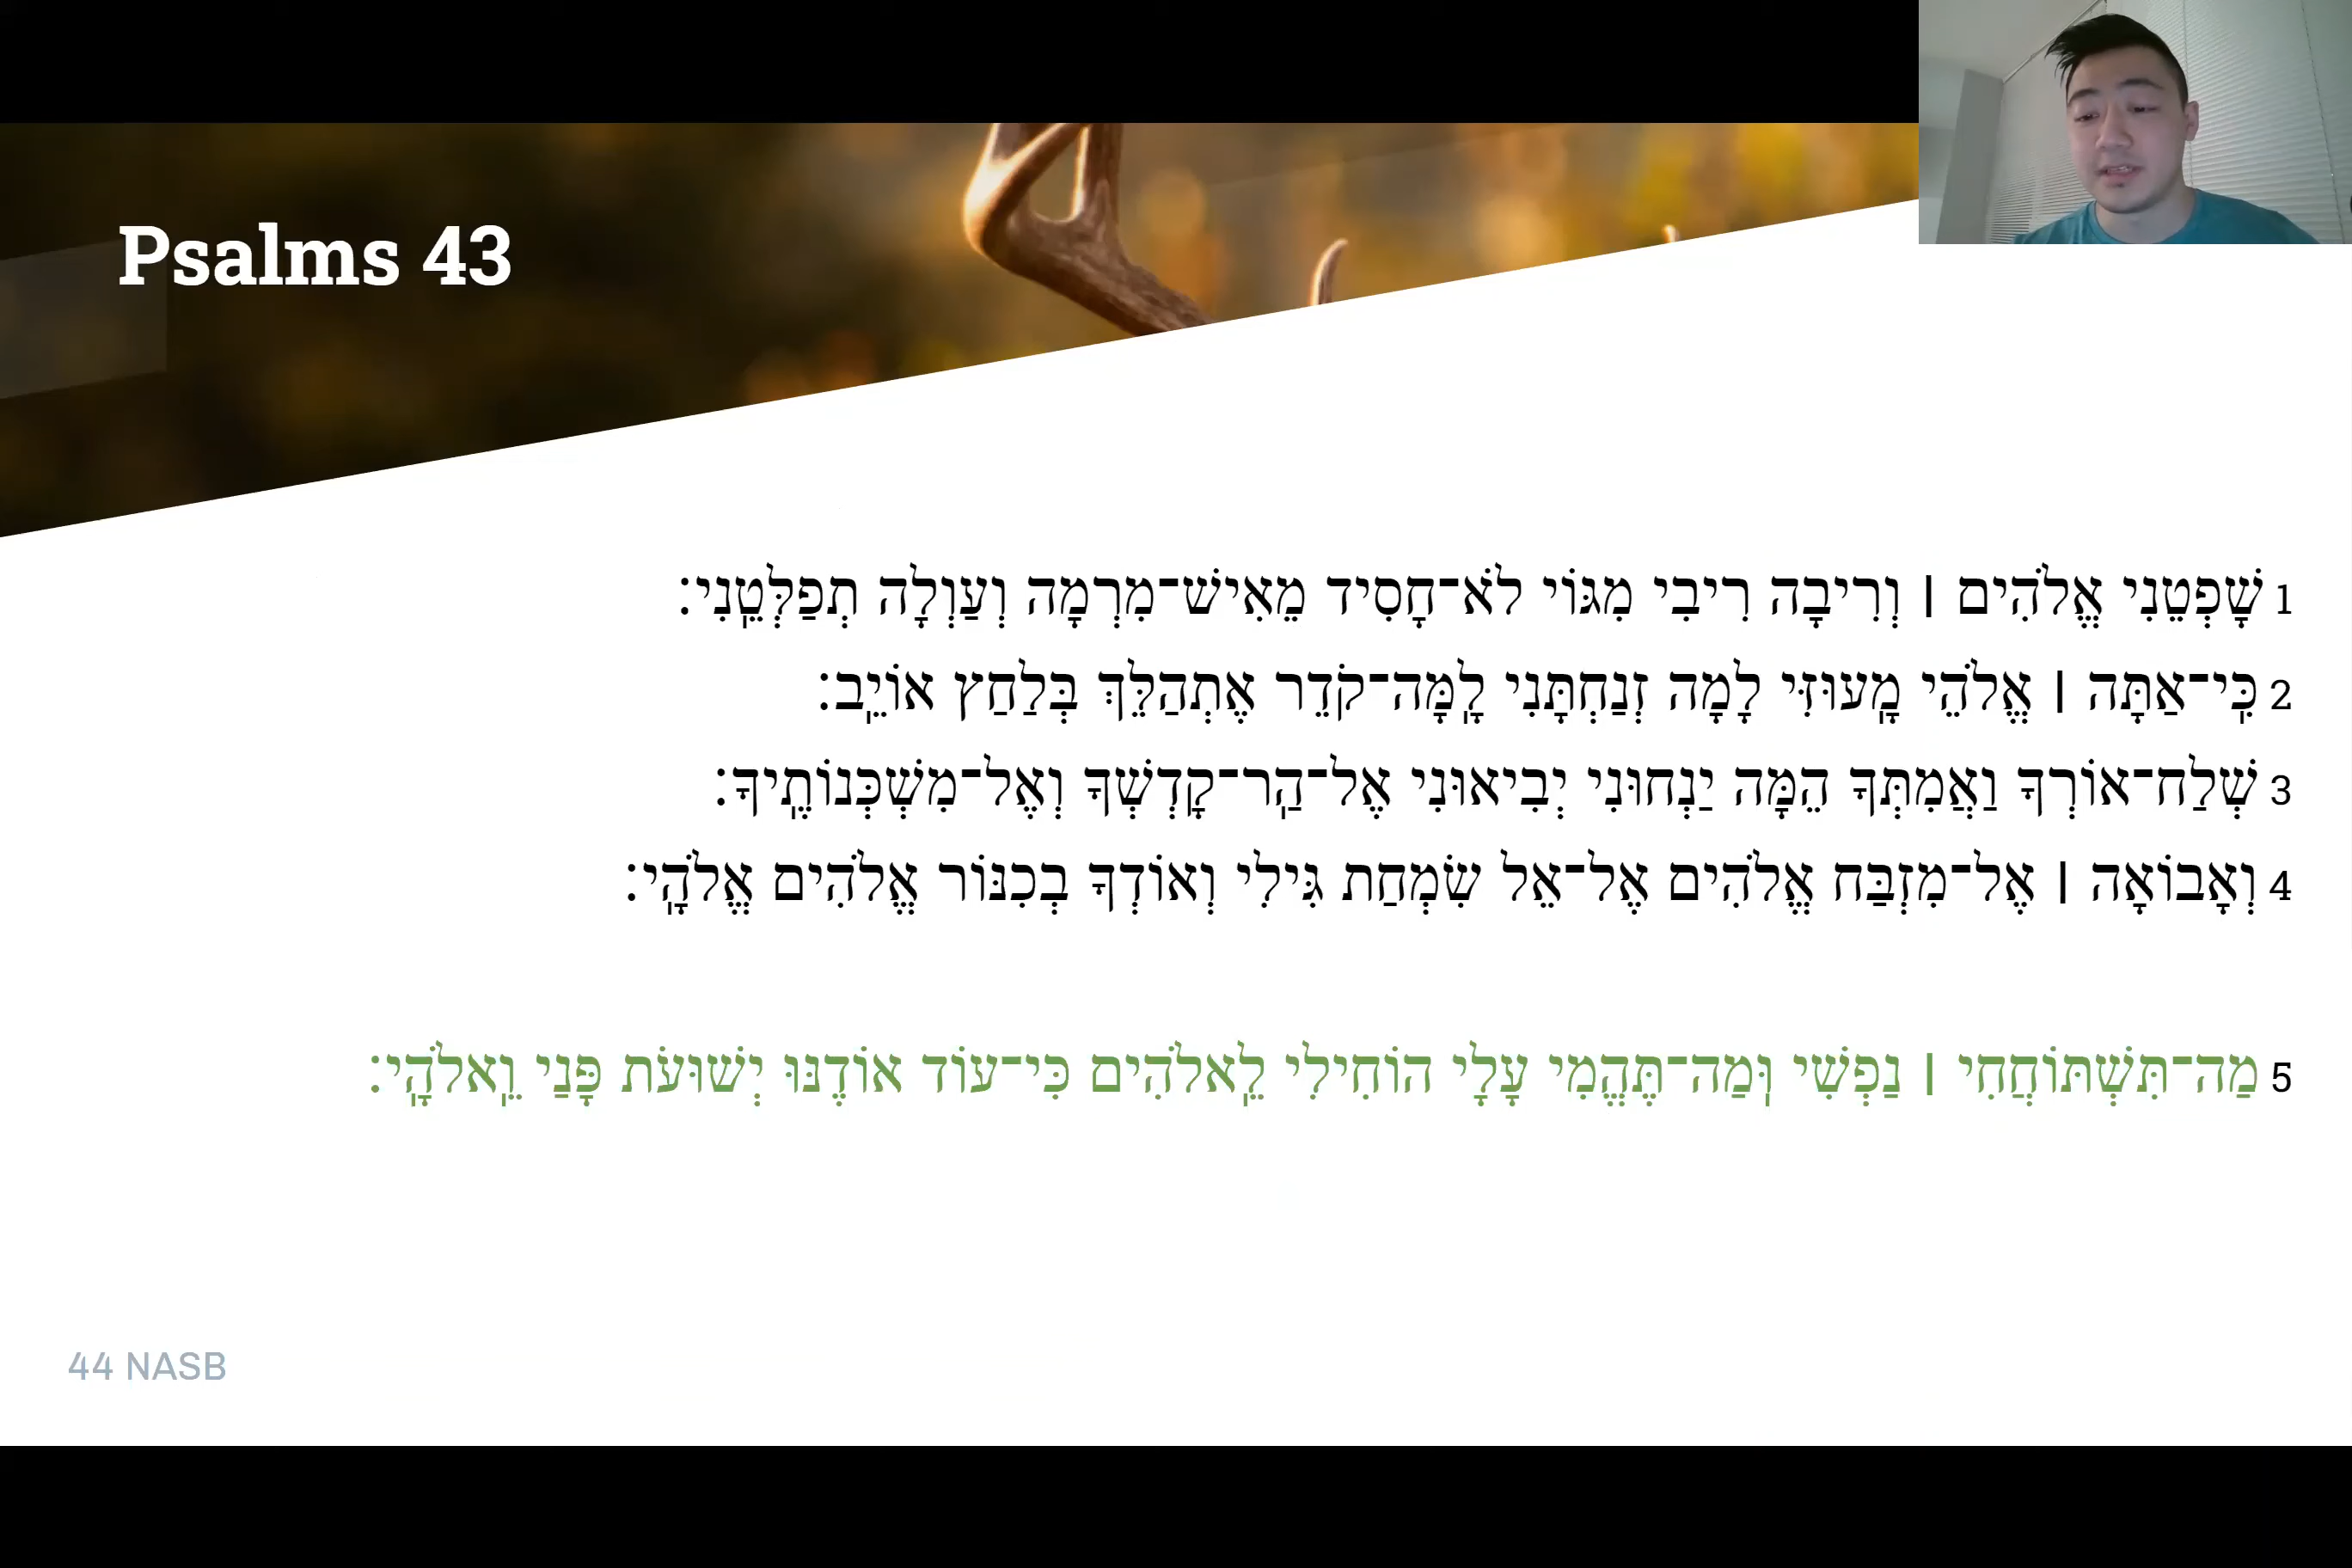 Psalms 43
1 שָׁפְטֵ֤נִי אֱלֹהִ֨ים ׀ וְרִ֘יבָ֤ה רִיבִ֗י מִגּ֥וֹי לֹא־חָסִ֑יד מֵ֤אִישׁ־מִרְמָ֖ה וְעַוְלָ֣ה תְפַלְּטֵֽנִי׃
2 כִּֽי־אַתָּה ׀ אֱלֹהֵי מָֽעוּזִּי לָמָה זְנַחְתָּנִי לָֽמָּה־קֹדֵר אֶתְהַלֵּךְ בְּלַחַץ אוֹיֵֽב׃
3 שְׁלַח־אוֹרְךָ וַאֲמִתְּךָ הֵמָּה יַנְחוּנִי יְבִיאוּנִי אֶל־הַֽר־קָדְשְׁךָ וְאֶל־מִשְׁכְּנוֹתֶֽיךָ׃
4 וְאָבוֹאָה ׀ אֶל־מִזְבַּח אֱלֹהִים אֶל־אֵל שִׂמְחַת גִּילִי וְאוֹדְךָ בְכִנּוֹר אֱלֹהִים אֱלֹהָֽי׃
5 מַה־תִּשְׁתּוֹחֲחִי ׀ נַפְשִׁי וּֽמַה־תֶּהֱמִי עָלָי הוֹחִילִי לֵֽאלֹהִים כִּי־עוֹד אוֹדֶנּוּ יְשׁוּעֹת פָּנַי וֵֽאלֹהָֽי׃
44 NASB